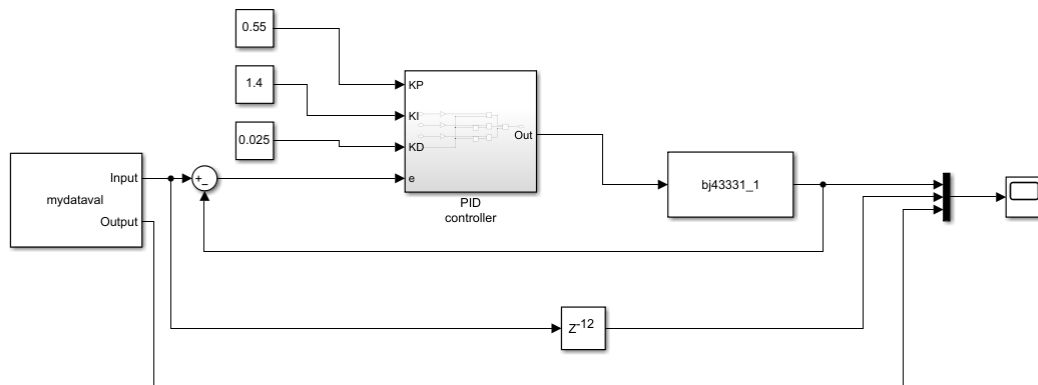 0.55
1.4
0.025
KP
KI
KD
e
Out
PID
controller
mydataval
Input
Output
+
−
bj43331_1
Z-12